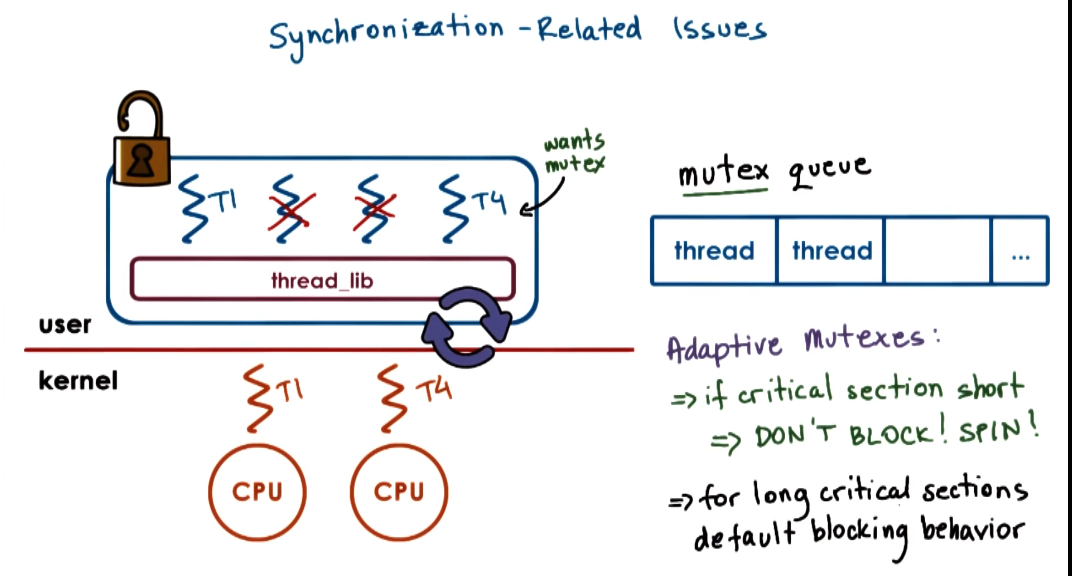 Synchronization - Related Issues
wants
mutex
T1
T4
thread_lib
user
kernel
T1
T4
CPU
CPU
mutex queue
thread
thread
...
Adaptive Mutexes:
=> if critical section short
=> DON'T BLOCK! SPIN!
=> for long critical sections
default blocking behavior